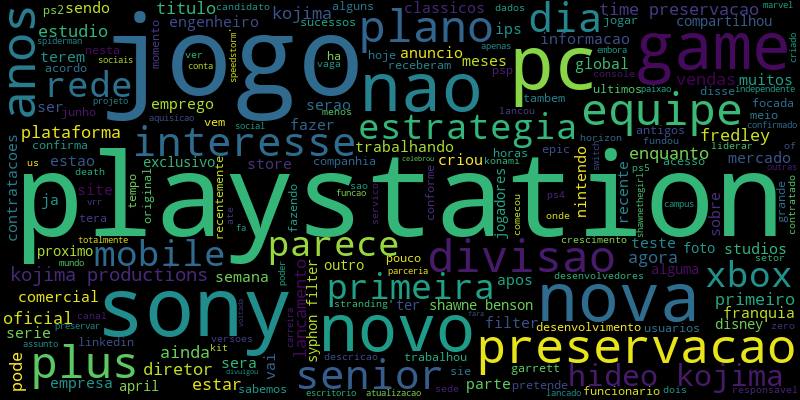 ps2 sendo titulo candidato alguns dados jogar marvel
kojima plano dia time preservacao
engenheiro sucessos compartilhou
anos estudio jogo game
spiderman nesta momento ver hoje anuncio ips informacao criado
terem sociais conta speedstorm ha vaga receberam meses pc global embora console
rede acordo nao psp tambem vendas muitos
ser junho emprego serao lancou ultimos paixao independente
projeto aquisicao menos equipe disse focada confirmado
plataforma vem fazer estrategia meio
contratacoes confirma interesse social trabalhando horas antigos fundou fredley
us estao exclusivo store companhia criou konami epic enquanto horizon mercado liderar of
death celebrou nintendo switch acesso outras
playstation
ja site tempo original recentemente sao funcao ps4 ps5 recente shawnethegirl campus sobre grande contratado
vrr tera ate fazendo servico conforme jogadores comecou onde
totalmente fa parece crescimento teste foto studios setor
proximo mobile pouco divisao agora
mundo outro parceria desenvolvedores alguma xbox
kojima productions semana poder syphon filter primeira apos
comercial sony lancamento stranding ter shawne benson nova primeiro
oficial canal versoes carreira voltada novo fara filter desenvolvimento usuarios franquia
serie preservar linkedin disney zero
assunto ainda kit vai descricao trabalhou preservacao
pode plus divulgou sera sabemos senior sie garrett
diretor parte pretende hideo kojima
empresa april estar escritorio atualizacao sede lancado funcionario dois responsavel